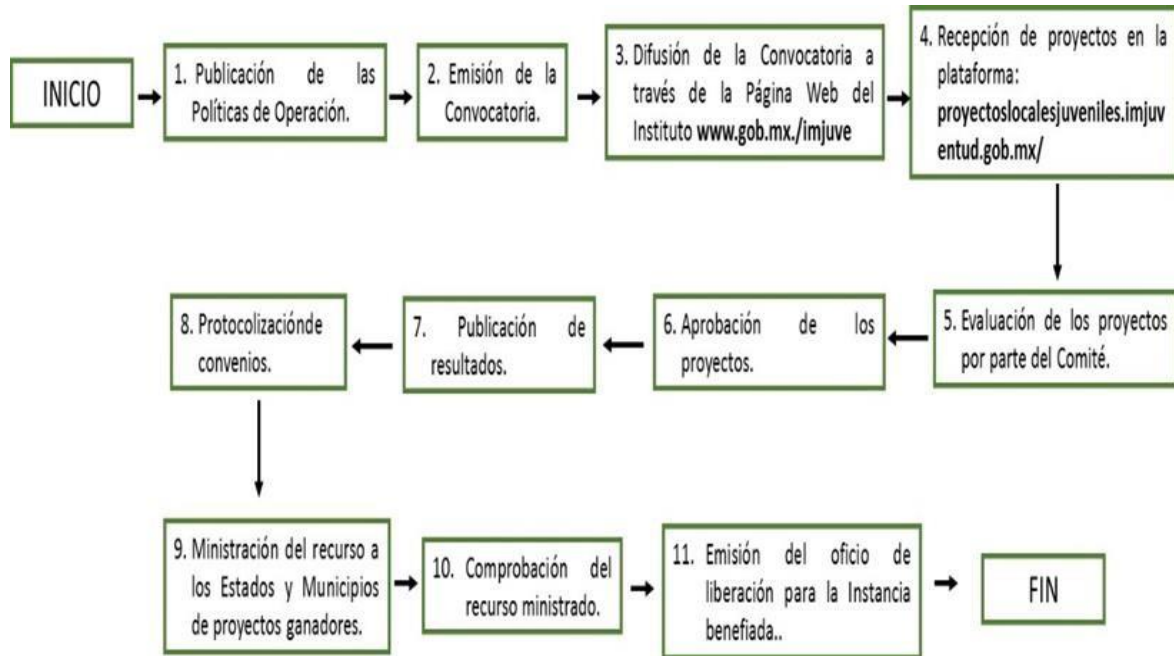 INICIO
1. Publicación de las
Políticas de Operación.
2. Emisión de la
Convocatoria.
3. Difusión de la Convocatoria a
través de la Página Web del
Instituto www.gob.mx./imjuve
4. Recepción de proyectos en la
plataforma:
proyectoslocalesjuveniles.imjuv
entud.gob.mx/
5. Evaluación de los proyectos
por parte del Comité.
6. Aprobación de los
proyectos.
7. Publicación de
resultados.
8. Protocolizaciónde
convenios.
9. Ministración del recurso a
los Estados y Municipios
de proyectos ganadores.
10. Comprobación del
recurso ministrado.
11. Emisión del oficio de
liberación para la Instancia
benefiada..
FIN